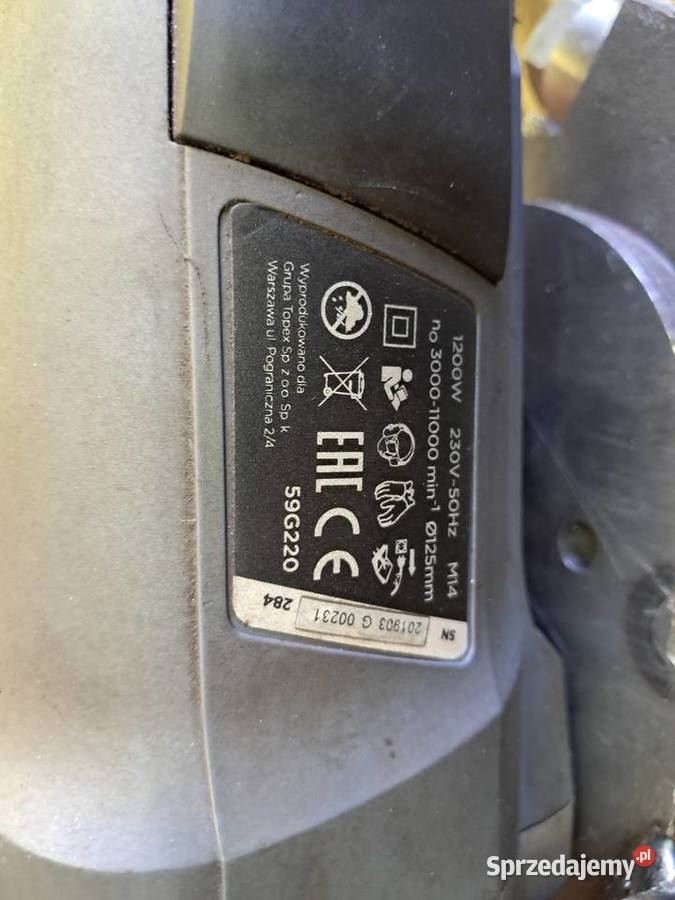 1200W 230V~50Hz M14
no 3000-11000 min-1 Ø125mm
EAC CE
Wyprodukowano dla
Grupa Topex Sp. z o.o. Sp. k
Warszawa ul. Pograniczna 2/4
59G220
SN
201903 G 00231
284
Sprzedajemy.pl